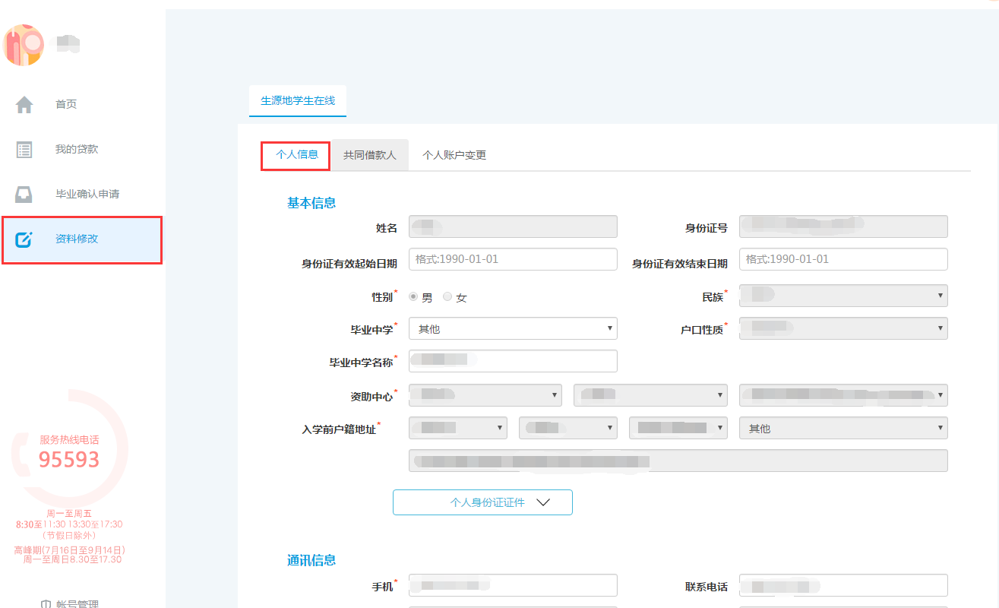 首页
我的贷款
毕业确认申请
资料修改
服务热线电话
95593
周一至周五
8:30至11:30 13:30至17:30
(节假日除外)
高峰期(7月16日至9月14日)
周一至周日8.30至17.30
帐号管理
生源地学生在线
个人信息 共同借款人 个人账户变更
基本信息
姓名 身份证号
身份证有效起始日期 格式:1990-01-01 身份证有效结束日期 格式:1990-01-01
性别* 男 女 民族*
毕业中学* 其他 户口性质*
毕业中学名称*
资助中心*
入学前户籍地址* 其他
个人身份证证件
通讯信息
手机* 联系电话